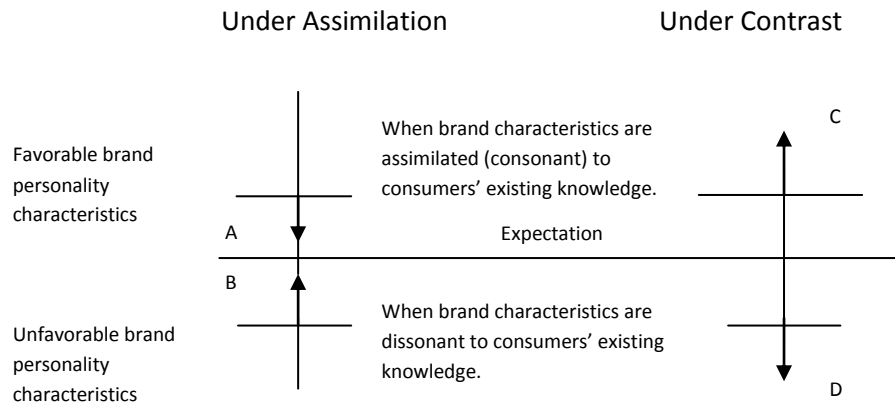 Under Assimilation
Under Contrast
Favorable brand
personality
characteristics
When brand characteristics are
assimilated (consonant) to
consumers’ existing knowledge.
C
A
Expectation
B
Unfavorable brand
personality
characteristics
When brand characteristics are
dissonant to consumers’ existing
knowledge.
D